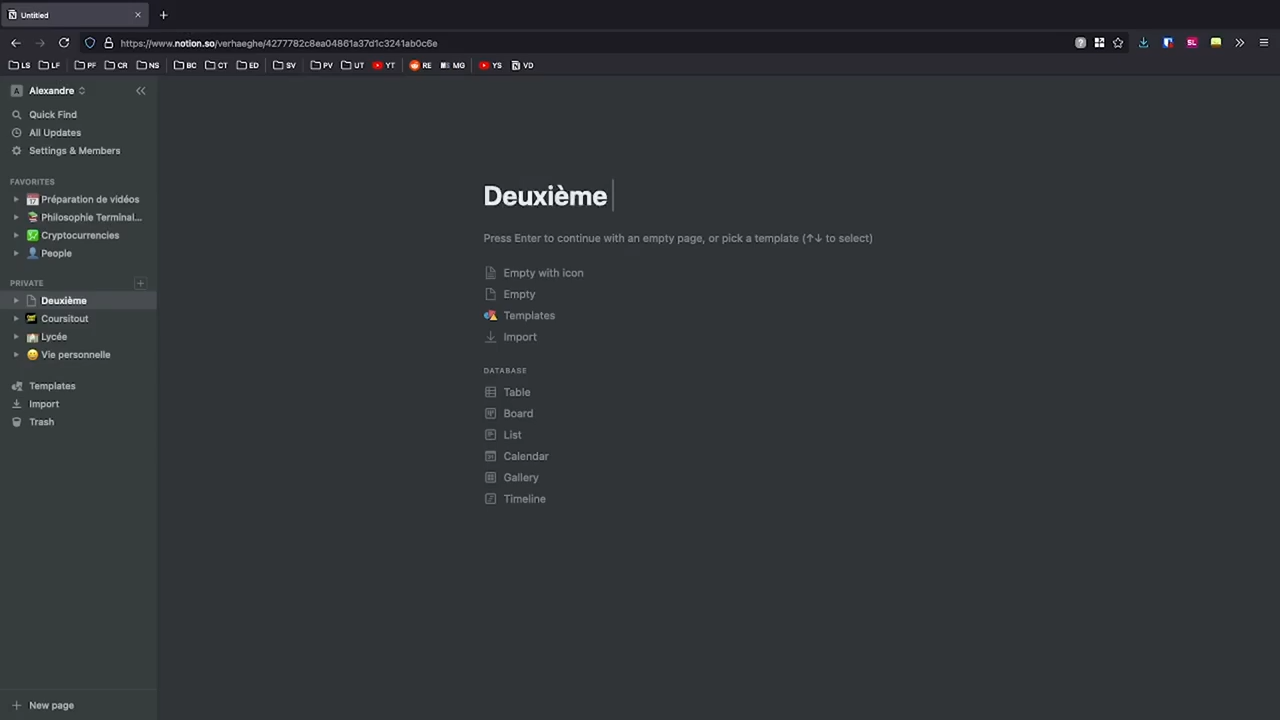 Untitled
https://www.notion.so/verhaeghe/4277782c8ea04861a37d1c3241ab0c6e
LS LF PF CR NS BC CT ED SV PV UT YT RE MG YS VD
A Alexandre
Quick Find
All Updates
Settings & Members
FAVORITES
Préparation de vidéos
Philosophie Terminal...
Cryptocurrencies
People
PRIVATE
Deuxième
Coursitout
Lycée
Vie personnelle
Templates
Import
Trash
New page
Deuxième
Press Enter to continue with an empty page, or pick a template (↑↓ to select)
Empty with icon
Empty
Templates
Import
DATABASE
Table
Board
List
Calendar
Gallery
Timeline